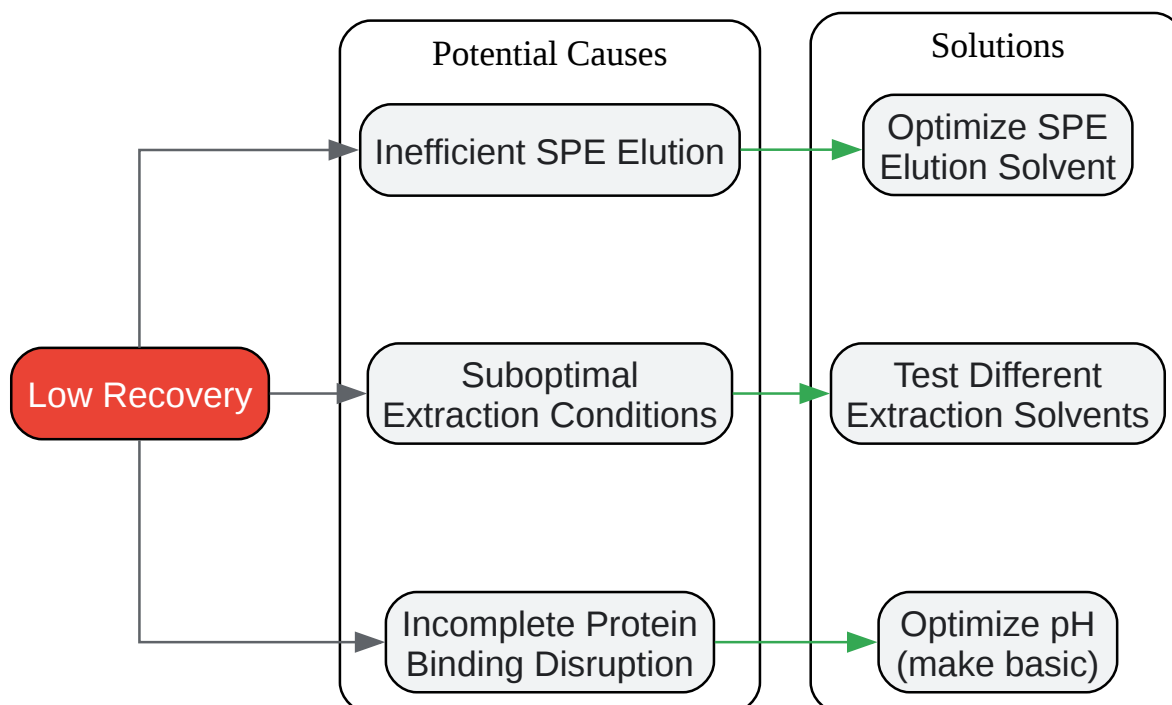 Potential Causes
Solutions
Inefficient SPE Elution
Optimize SPE
Elution Solvent
Low Recovery
Suboptimal
Extraction Conditions
Test Different
Extraction Solvents
Incomplete Protein
Binding Disruption
Optimize pH
(make basic)